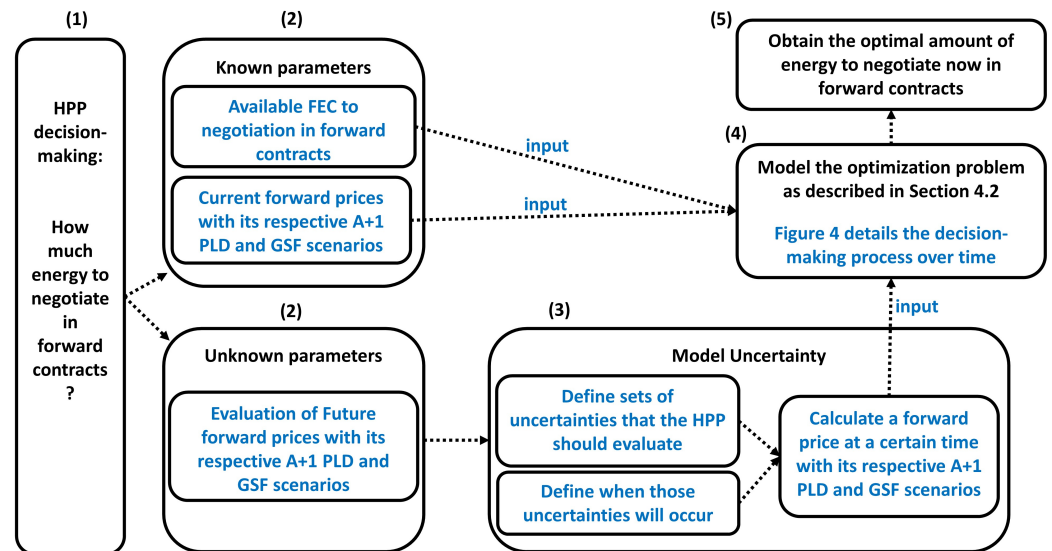 (1)
HPP
decision-
making:
How
much
energy to
negotiate
in
forward
contracts
?
(2)
Known parameters
Available FEC to
negotiation in forward
contracts
Current forward prices
with its respective A+1
PLD and GSF scenarios
(2)
Unknown parameters
Evaluation of Future
forward prices with its
respective A+1 PLD and
GSF scenarios
(3)
Model Uncertainty
Define sets of
uncertainties that the HPP
should evaluate
Define when those
uncertainties will occur
Calculate a forward
price at a certain time
with its respective A+1
PLD and GSF scenarios
input
input
input
(4)
Model the optimization problem
as described in Section 4.2
Figure 4 details the decision-
making process over time
(5)
Obtain the optimal amount of
energy to negotiate now in
forward contracts